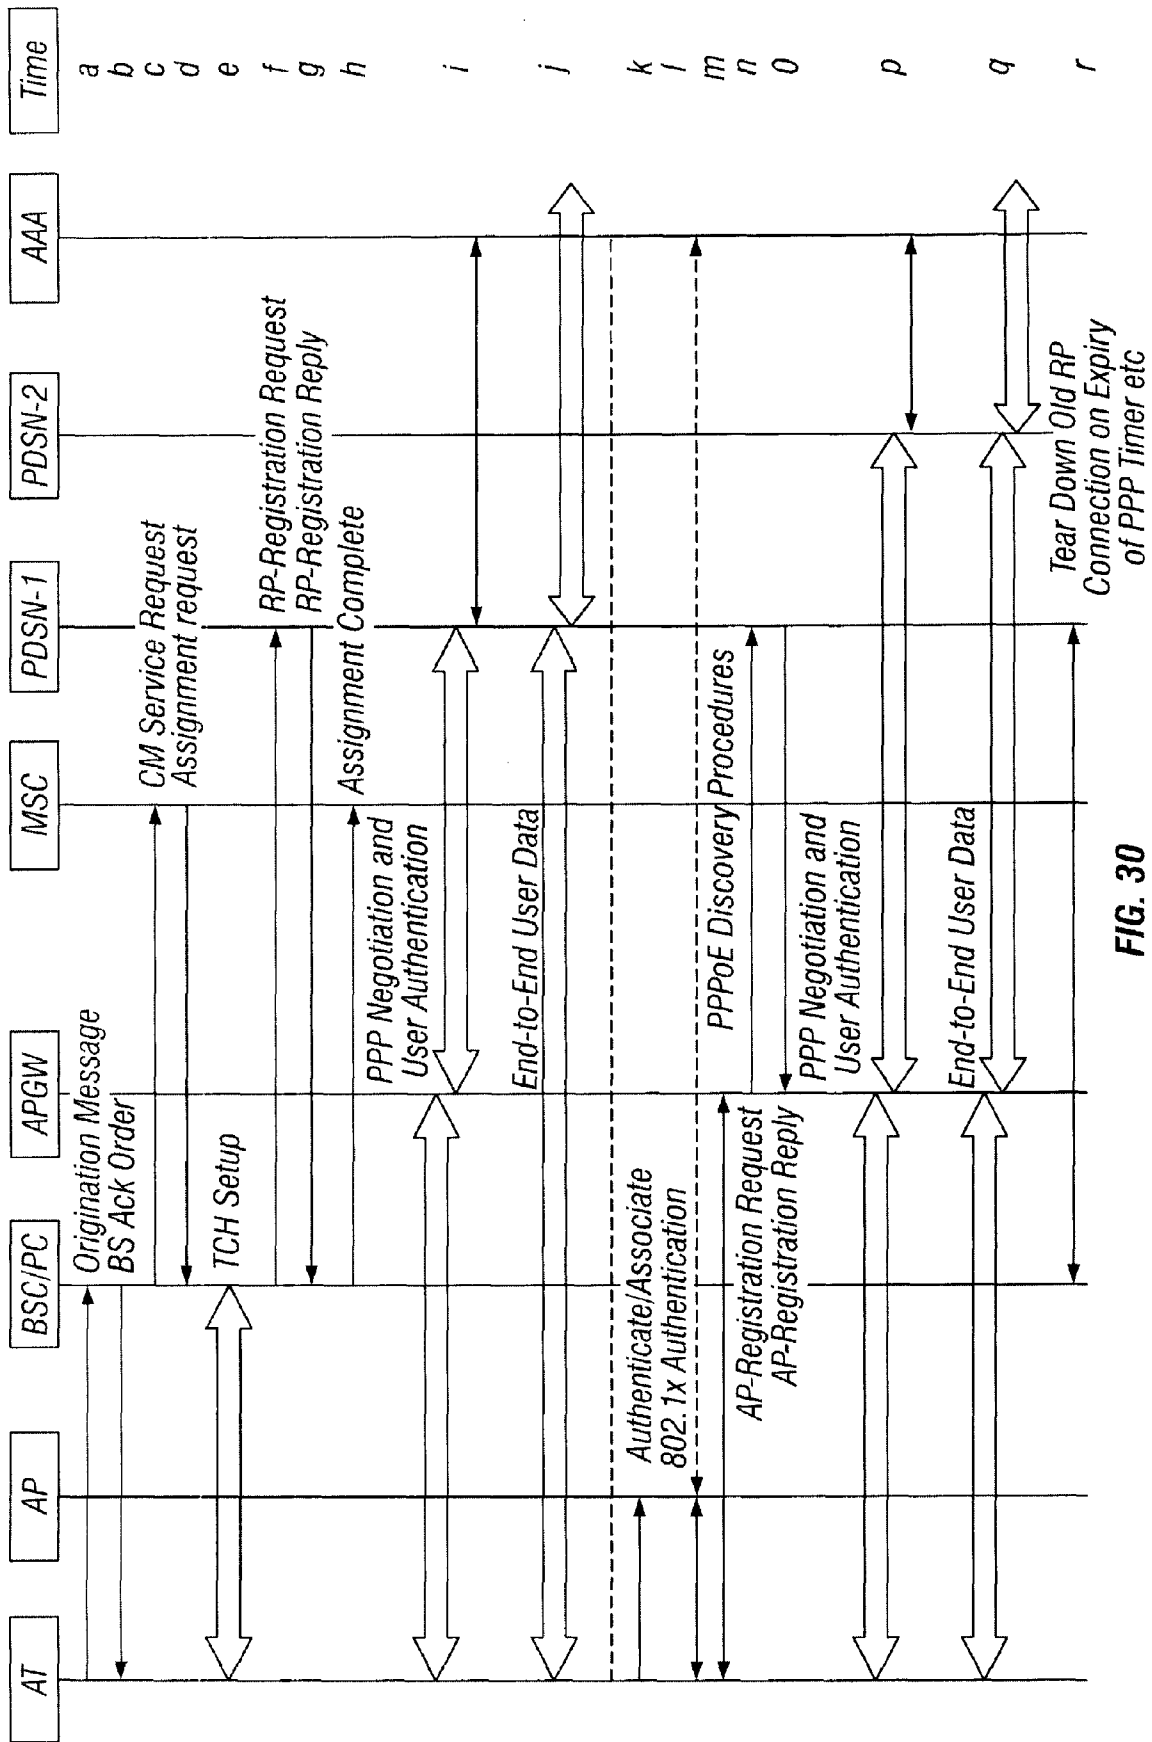 AT
AP
BSC/PC
APGW
MSC
PDSN-1
PDSN-2
AAA
Time
Origination Message
a
BS Ack Order
b
CM Service Request
c
Assignment request
d
TCH Setup
e
RP-Registration Request
f
RP-Registration Reply
g
Assignment Complete
h
PPP Negotiation and
User Authentication
i
End-to-End User Data
j
Authenticate/Associate
k
802.1x Authentication
l
PPPoE Discovery Procedures
m
AP-Registration Request
n
AP-Registration Reply
o
PPP Negotiation and
User Authentication
p
End-to-End User Data
q
Tear Down Old RP
Connection on Expiry
of PPP Timer etc
r
FIG. 30